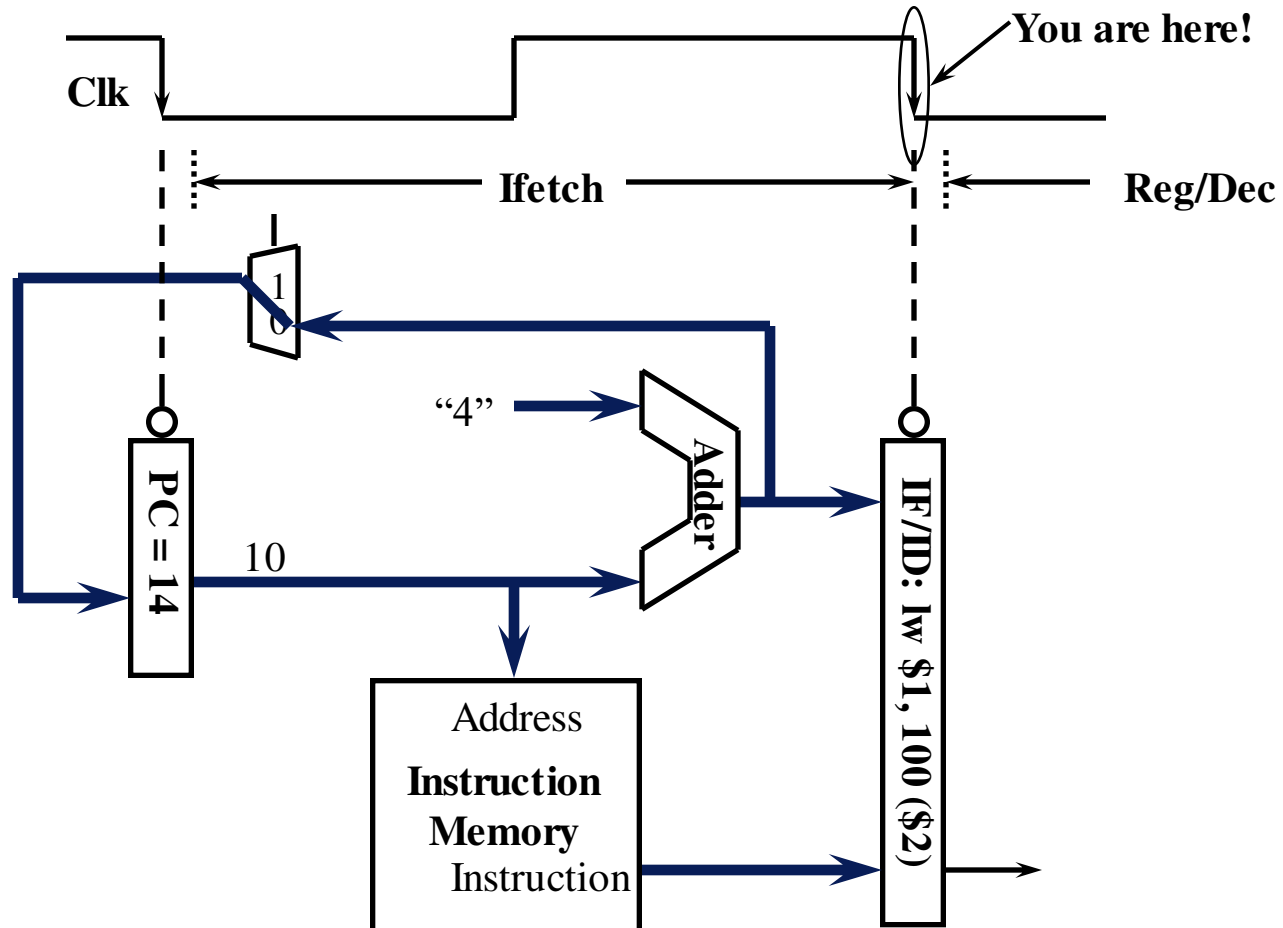 You are here!
Clk
Ifetch
Reg/Dec
1
0
“4”
Adder
PC = 14
10
IF/ID: lw $1, 100 ($2)
Address
Instruction
Memory
Instruction